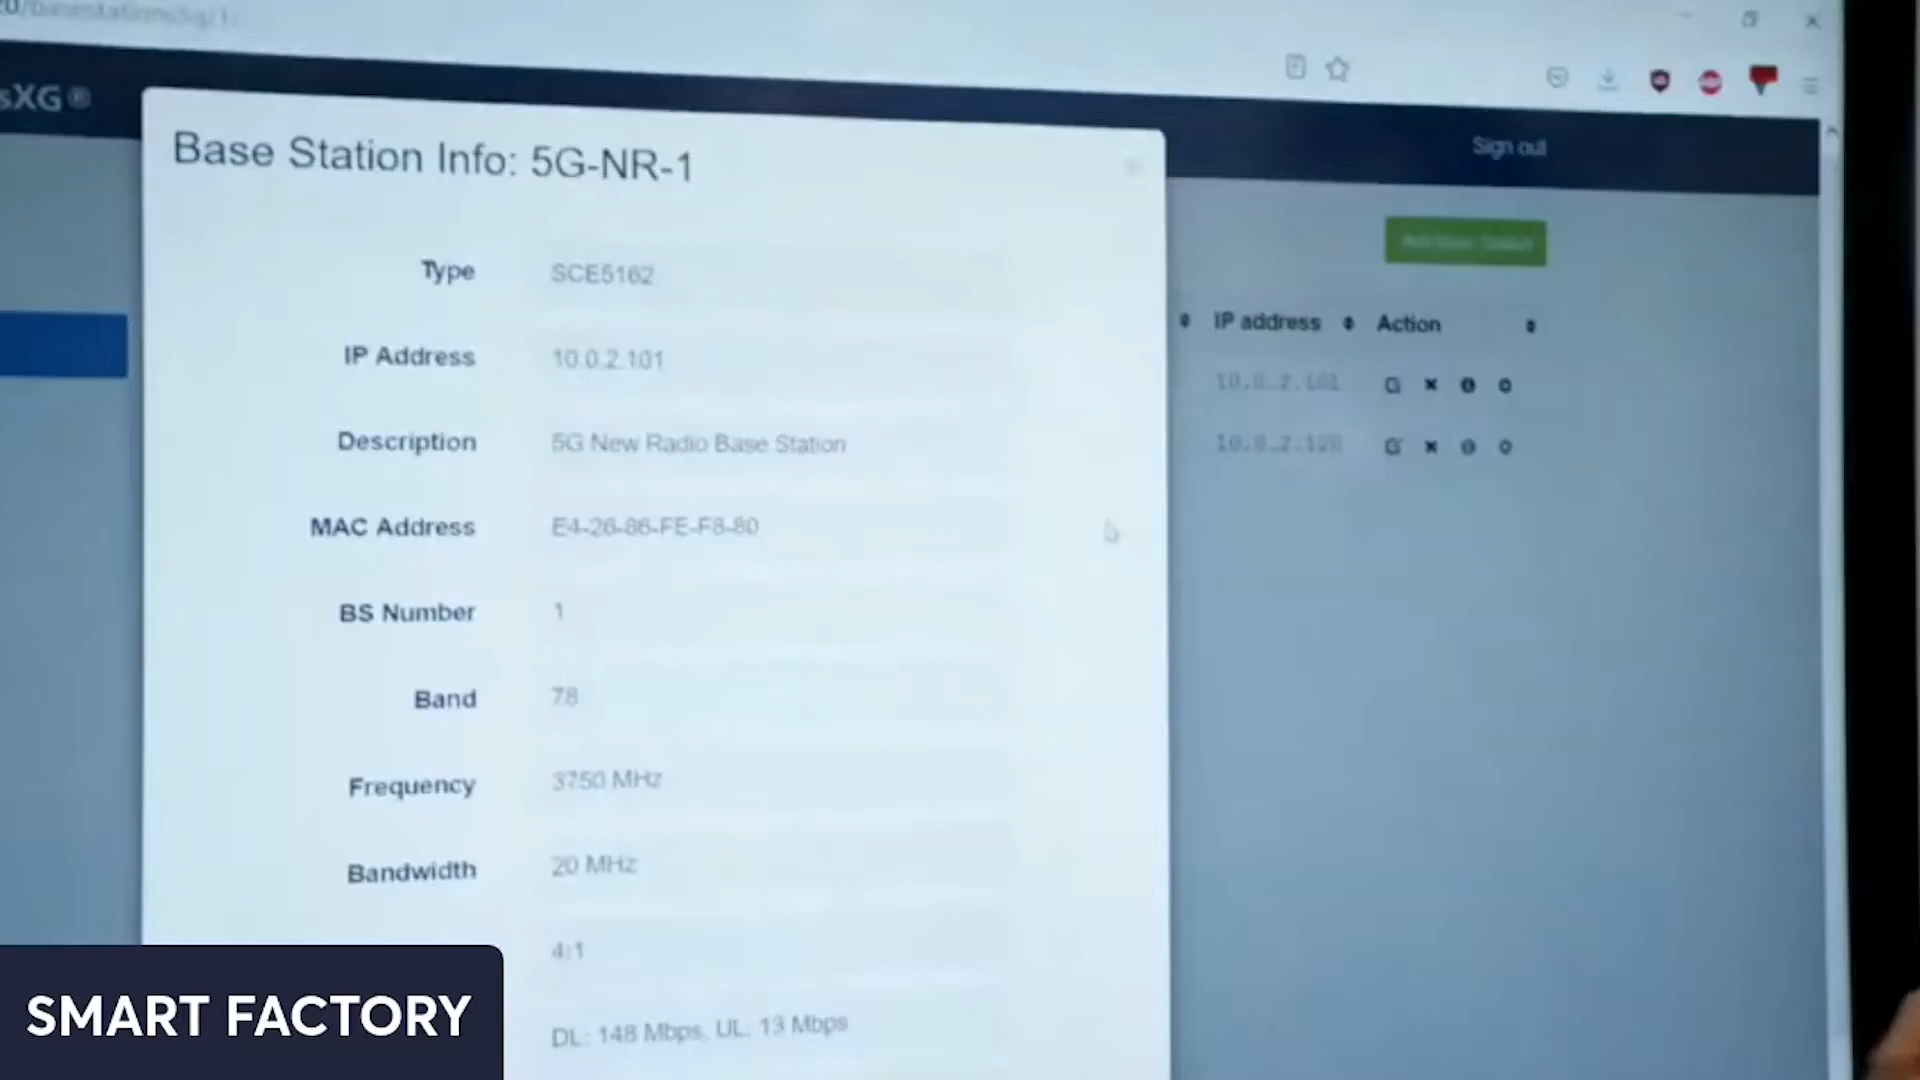 sXG®
Sign out
Base Station Info: 5G-NR-1
Type SCE5162
IP Address 10.0.2.101
Description 5G New Radio Base Station
MAC Address E4-26-86-FE-F8-80
BS Number 1
Band 78
Frequency 3750 MHz
Bandwidth 20 MHz
4:1
DL: 148 Mbps, UL: 13 Mbps
IP address Action
SMART FACTORY